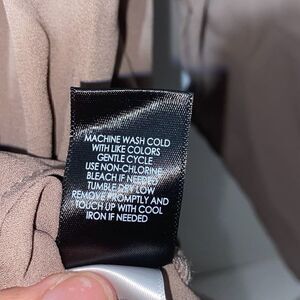 MACHINE WASH COLD
WITH LIKE COLORS
GENTLE CYCLE
USE NON-CHLORINE
BLEACH IF NEEDED
TUMBLE DRY LOW
REMOVE PROMPTLY AND
TOUCH UP WITH COOL
IRON IF NEEDED